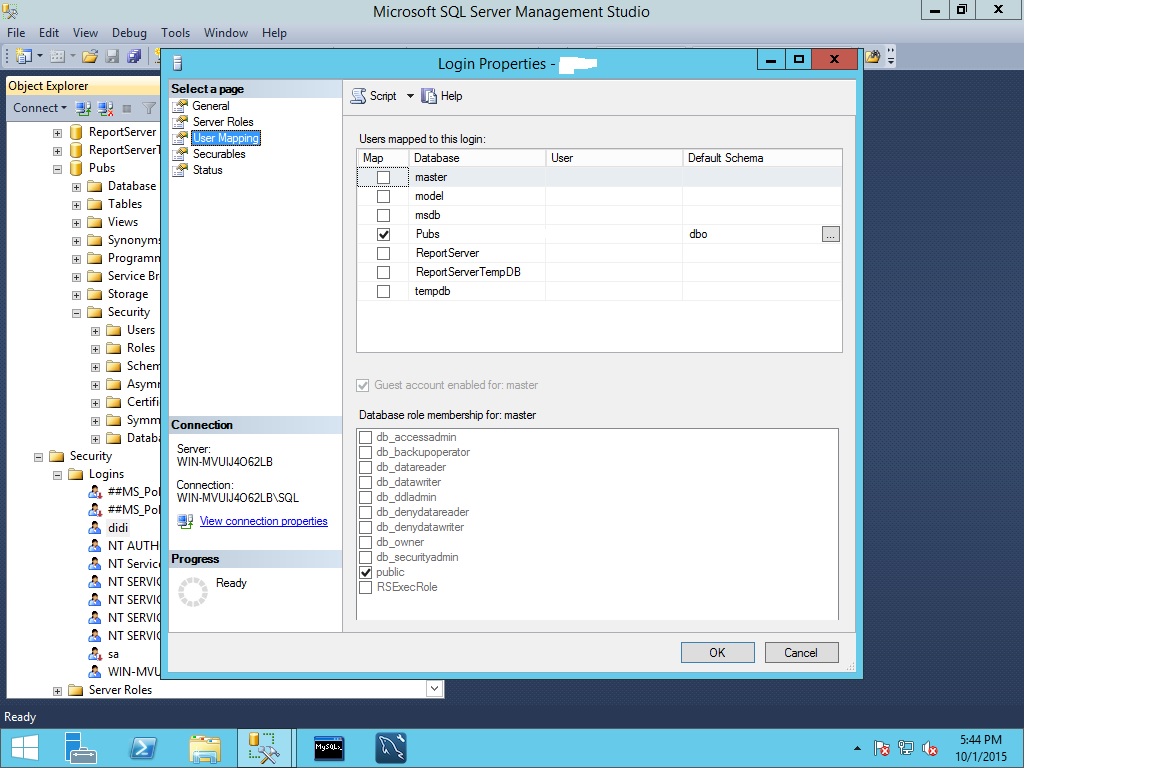 Microsoft SQL Server Management Studio
File Edit View Debug Tools Window Help
Object Explorer
Connect
ReportServer
ReportServerT
Pubs
Database
Tables
Views
Synonyms
Programm
Service Br
Storage
Security
Users
Roles
Schem
Asymm
Certifi
Symm
Databa
Security
Logins
##MS_Pol
##MS_Pol
didi
NT AUTH
NT Service
NT SERVIC
NT SERVIC
NT SERVIC
NT SERVIC
sa
WIN-MVU
Server Roles
Login Properties -
Select a page
General
Server Roles
User Mapping
Securables
Status
Connection
Server:
WIN-MVUIJ4O62LB
Connection:
WIN-MVUIJ4O62LB\SQL
View connection properties
Progress
Ready
Script Help
Users mapped to this login:
Map Database User Default Schema
master
model
msdb
Pubs dbo ...
ReportServer
ReportServerTempDB
tempdb
Guest account enabled for: master
Database role membership for: master
db_accessadmin
db_backupoperator
db_datareader
db_datawriter
db_ddladmin
db_denydatareader
db_denydatawriter
db_owner
db_securityadmin
public
RSExecRole
OK Cancel
Ready
MySQL
5:44 PM
10/1/2015